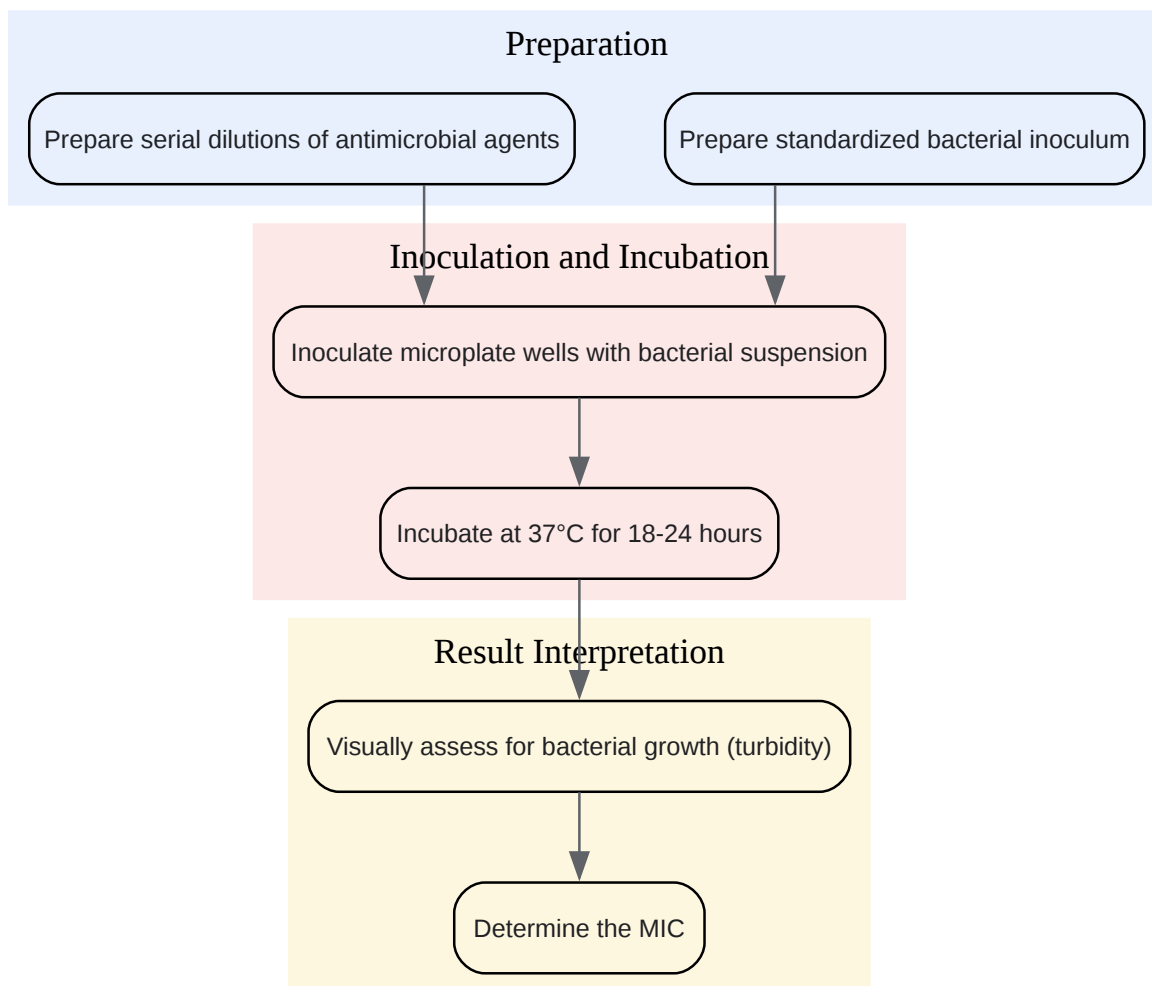 Preparation
Prepare serial dilutions of antimicrobial agents
Prepare standardized bacterial inoculum
Inoculation and Incubation
Inoculate microplate wells with bacterial suspension
Incubate at 37°C for 18-24 hours
Result Interpretation
Visually assess for bacterial growth (turbidity)
Determine the MIC